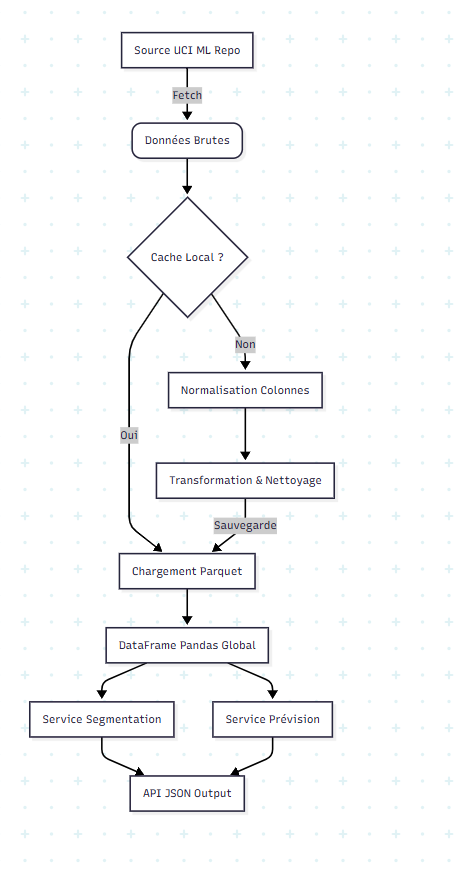 Source UCI ML Repo
Fetch
Données Brutes
Cache Local ?
Non
Normalisation Colonnes
Oui
Transformation & Nettoyage
Sauvegarde
Chargement Parquet
DataFrame Pandas Global
Service Segmentation
Service Prévision
API JSON Output